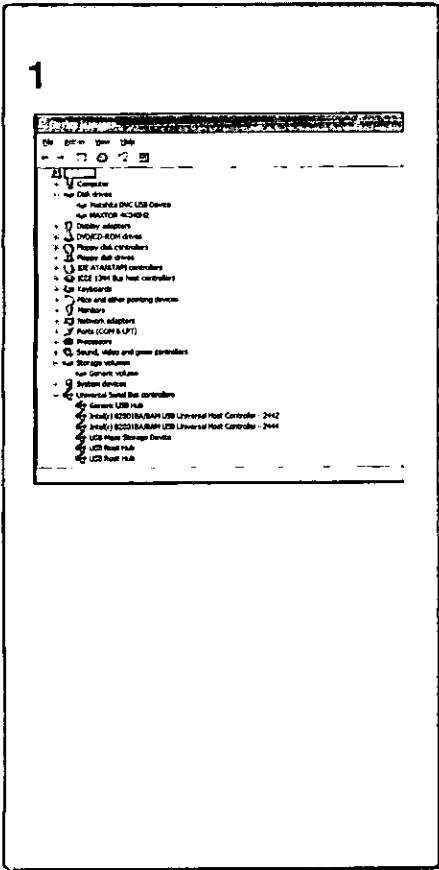 1
File Action View Help
Computer
Disk drives
Matshita DVC USB Device
MAXTOR 4K040H2
Display adapters
DVD/CD-ROM drives
Floppy disk controllers
Floppy disk drives
IDE ATA/ATAPI controllers
IEEE 1394 Bus host controllers
Keyboards
Mice and other pointing devices
Monitors
Network adapters
Ports (COM & LPT)
Processors
Sound, video and game controllers
Storage volumes
Generic volume
System devices
Universal Serial Bus controllers
Generic USB Hub
Intel(r) 82801BA/BAM USB Universal Host Controller - 2442
Intel(r) 82801BA/BAM USB Universal Host Controller - 2444
USB Mass Storage Device
USB Root Hub
USB Root Hub